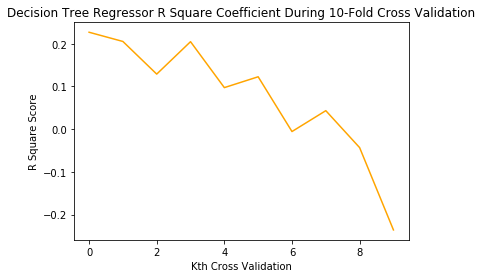 Decision Tree Regressor R Square Coefficient During 10-Fold Cross Validation
R Square Score
0.2
0.1
0.0
−0.1
−0.2
0 2 4 6 8
Kth Cross Validation